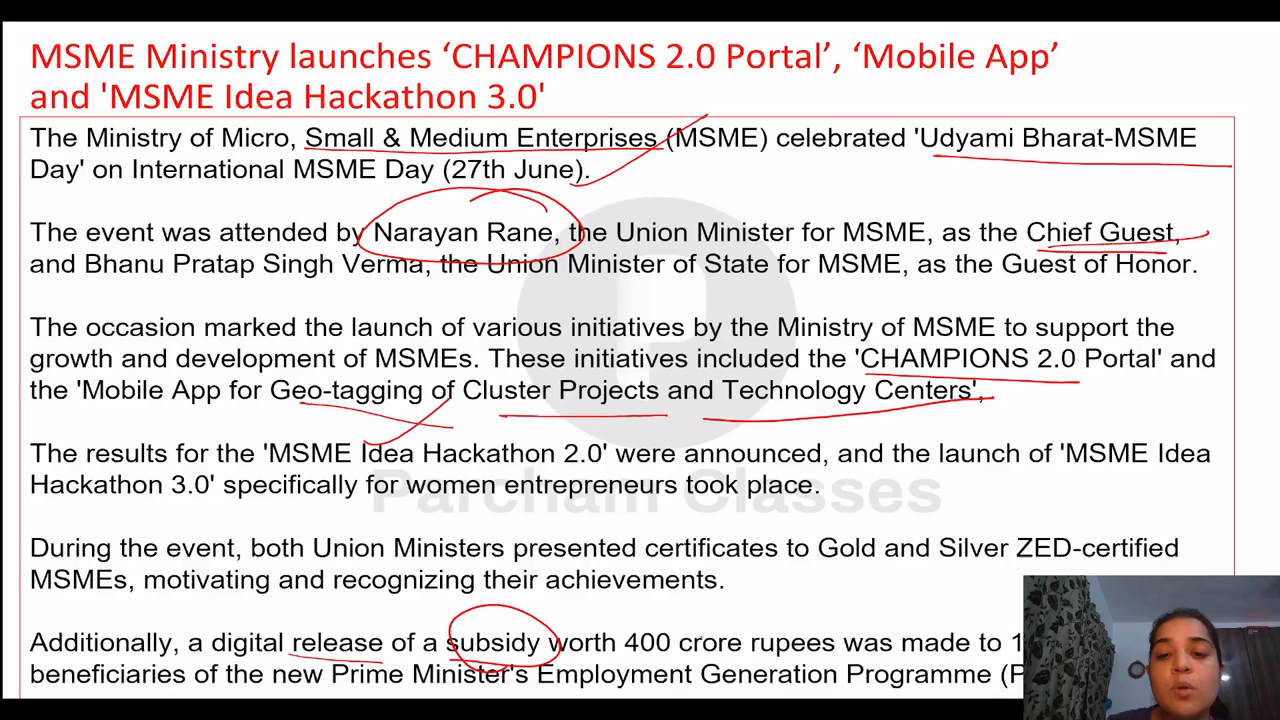 MSME Ministry launches ‘CHAMPIONS 2.0 Portal’, ‘Mobile App’
and 'MSME Idea Hackathon 3.0'
The Ministry of Micro, Small & Medium Enterprises (MSME) celebrated 'Udyami Bharat-MSME
Day' on International MSME Day (27th June).
The event was attended by Narayan Rane, the Union Minister for MSME, as the Chief Guest,
and Bhanu Pratap Singh Verma, the Union Minister of State for MSME, as the Guest of Honor.
The occasion marked the launch of various initiatives by the Ministry of MSME to support the
growth and development of MSMEs. These initiatives included the 'CHAMPIONS 2.0 Portal' and
the 'Mobile App for Geo-tagging of Cluster Projects and Technology Centers',
The results for the 'MSME Idea Hackathon 2.0' were announced, and the launch of 'MSME Idea
Hackathon 3.0' specifically for women entrepreneurs took place.
Parcham Classes
During the event, both Union Ministers presented certificates to Gold and Silver ZED-certified
MSMEs, motivating and recognizing their achievements.
Additionally, a digital release of a subsidy worth 400 crore rupees was made to
beneficiaries of the new Prime Minister's Employment Generation Programme